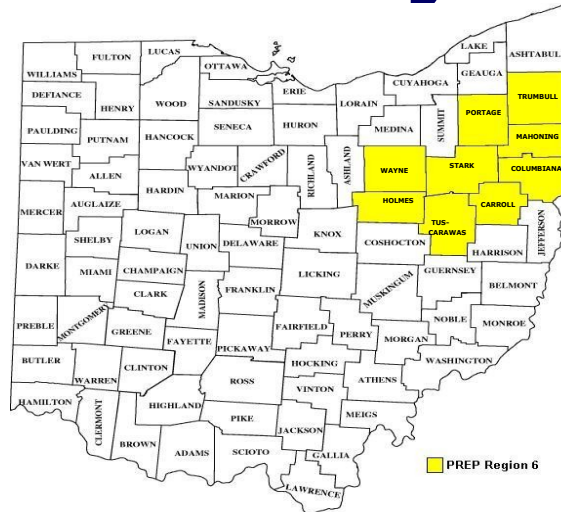 LAKE
ASHTABUL
LUCAS
FULTON
WILLIAMS
OTTAWA
GEAUGA
CUYAHOGA
DEFIANCE
HENRY
WOOD
SANDUSKY
ERIE
LORAIN
TRUMBULL
PORTAGE
SUMMIT
MEDINA
HURON
SENECA
PAULDING
PUTNAM
HANCOCK
MAHONING
VAN WERT
ALLEN
WYANDOT
CRAWFORD
RICHLAND
ASHLAND
WAYNE
STARK
COLUMBIANA
HARDIN
MARION
HOLMES
CARROLL
MERCER
AUGLAIZE
MORROW
TUS-
CARAWAS
JEFFERSON
SHELBY
LOGAN
UNION
DELAWARE
KNOX
COSHOCTON
HARRISON
DARKE
MIAMI
CHAMPAIGN
LICKING
MUSKINGUM
GUERNSEY
BELMONT
CLARK
MADISON
FRANKLIN
PREBLE
MONTGOMERY
GREENE
FAYETTE
PICKAWAY
FAIRFIELD
PERRY
MORGAN
NOBLE
MONROE
BUTLER
WARREN
CLINTON
HOCKING
WASHINGTON
ROSS
VINTON
ATHENS
HAMILTON
CLERMONT
HIGHLAND
PIKE
JACKSON
MEIGS
BROWN
ADAMS
SCIOTO
GALLIA
LAWRENCE
PREP Region 6